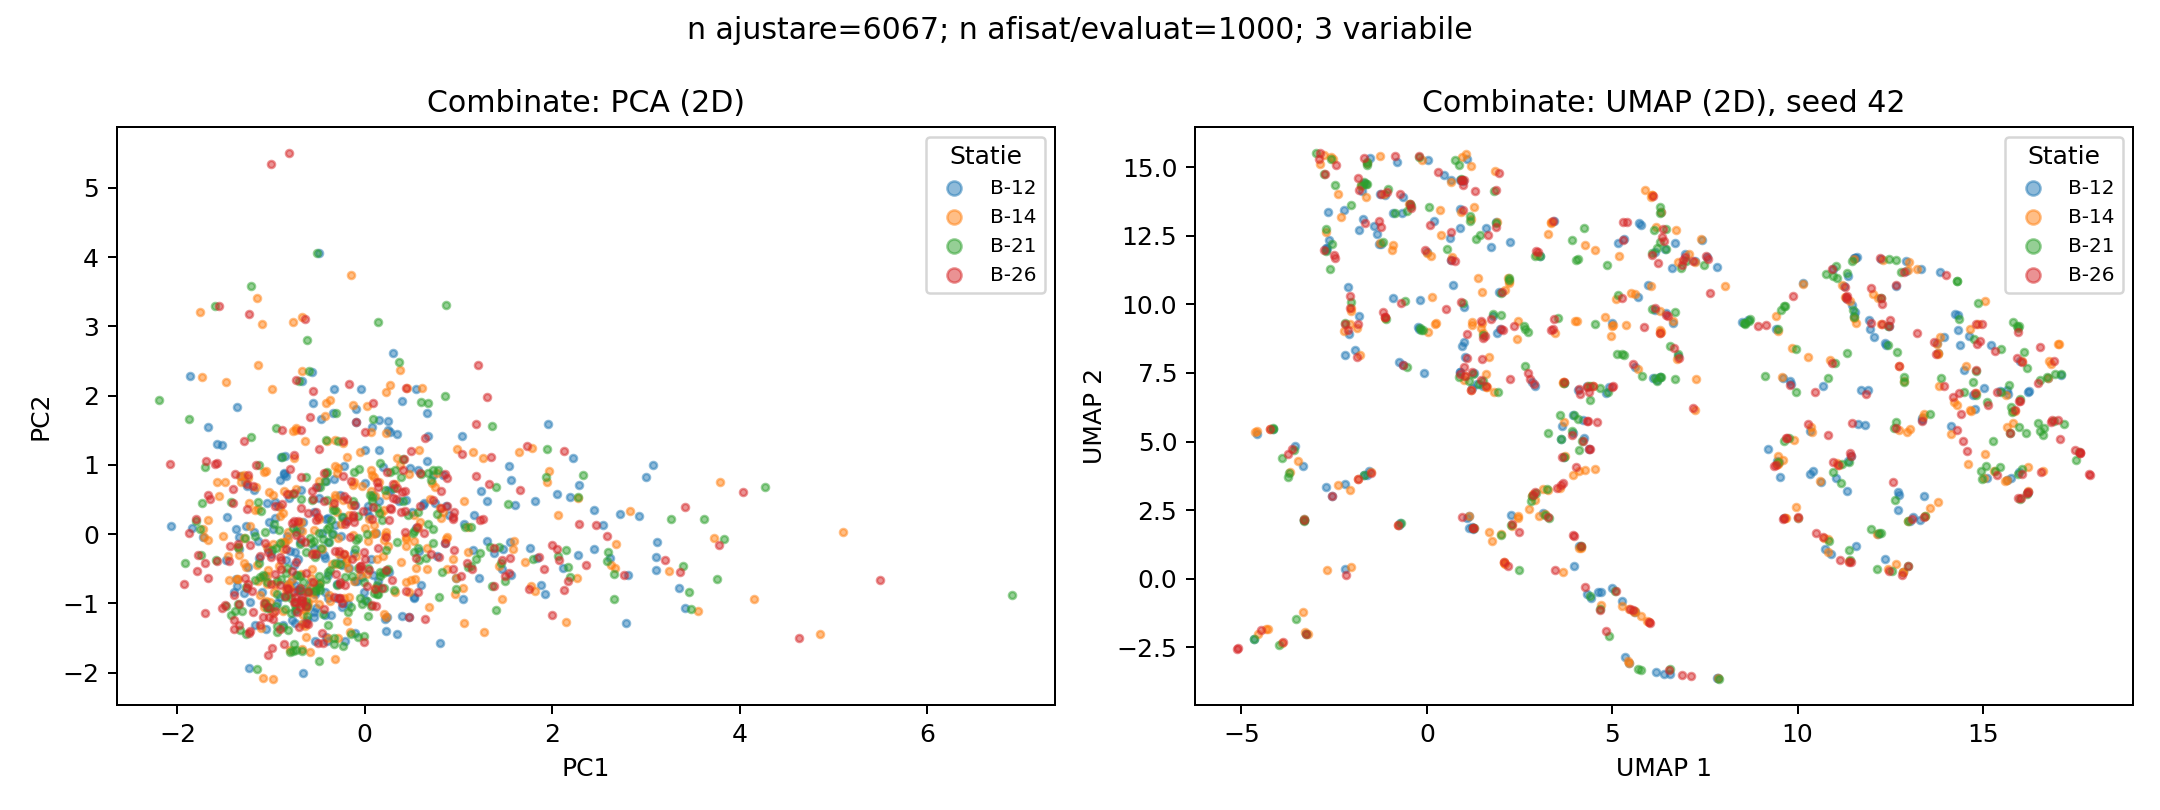 n ajustare=6067; n afisat/evaluat=1000; 3 variabile
Combinate: PCA (2D)
Statie
B-12
B-14
B-21
B-26
5
4
3
2
1
0
−1
−2
PC2
−2
0
2
4
6
PC1
Combinate: UMAP (2D), seed 42
Statie
B-12
B-14
B-21
B-26
15.0
12.5
10.0
7.5
5.0
2.5
0.0
−2.5
UMAP 2
−5
0
5
10
15
UMAP 1